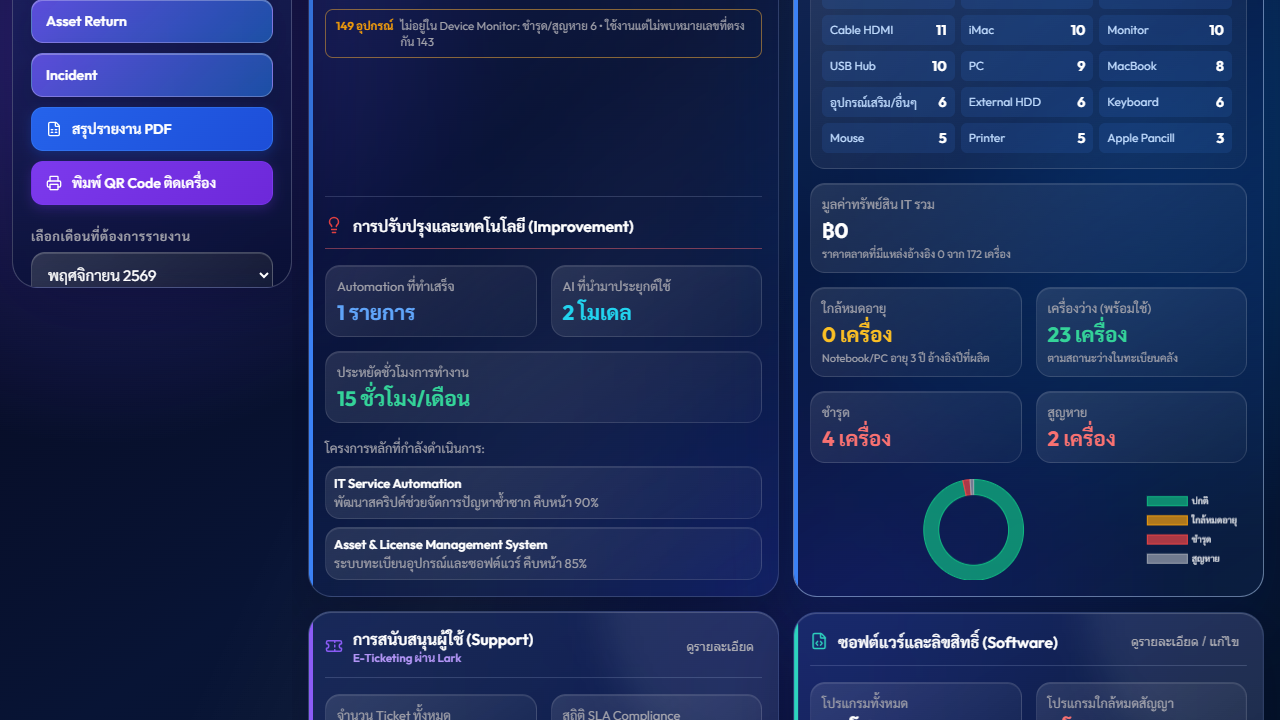 Asset Return
Incident
สรุปรายงาน PDF
พิมพ์ QR Code ติดเครื่อง
เลือกเดือนที่ต้องการรายงาน
พฤศจิกายน 2569
149 อุปกรณ์ ไม่อยู่ใน Device Monitor: ชำรุด/สูญหาย 6 • ใช้งานแต่ไม่พบหมายเลขที่ตรง
กัน 143
การปรับปรุงและเทคโนโลยี (Improvement)
Automation ที่ทำเสร็จ
1 รายการ
AI ที่นำมาประยุกต์ใช้
2 โมเดล
ประหยัดชั่วโมงการทำงาน
15 ชั่วโมง/เดือน
โครงการหลักที่กำลังดำเนินการ:
IT Service Automation
พัฒนาสคริปต์ช่วยจัดการปัญหาซ้ำซาก คืบหน้า 90%
Asset & License Management System
ระบบทะเบียนอุปกรณ์และซอฟต์แวร์ คืบหน้า 85%
การสนับสนุนผู้ใช้ (Support)
E-Ticketing ผ่าน Lark
ดูรายละเอียด
จำนวน Ticket ทั้งหมด
สถิติ SLA Compliance
Cable HDMI 11 iMac 10 Monitor 10
USB Hub 10 PC 9 MacBook 8
อุปกรณ์เสริม/อื่นๆ 6 External HDD 6 Keyboard 6
Mouse 5 Printer 5 Apple Pancill 3
มูลค่าทรัพย์สิน IT รวม
฿0
ราคาตลาดที่มีแหล่งอ้างอิง 0 จาก 172 เครื่อง
ใกล้หมดอายุ
0 เครื่อง
Notebook/PC อายุ 3 ปี อ้างอิงปีที่ผลิต
เครื่องว่าง (พร้อมใช้)
23 เครื่อง
ตามสถานะว่างในทะเบียนคลัง
ชำรุด
4 เครื่อง
สูญหาย
2 เครื่อง
ปกติ
ใกล้หมดอายุ
ชำรุด
สูญหาย
ซอฟต์แวร์และลิขสิทธิ์ (Software)
ดูรายละเอียด / แก้ไข
โปรแกรมทั้งหมด
โปรแกรมใกล้หมดสัญญา